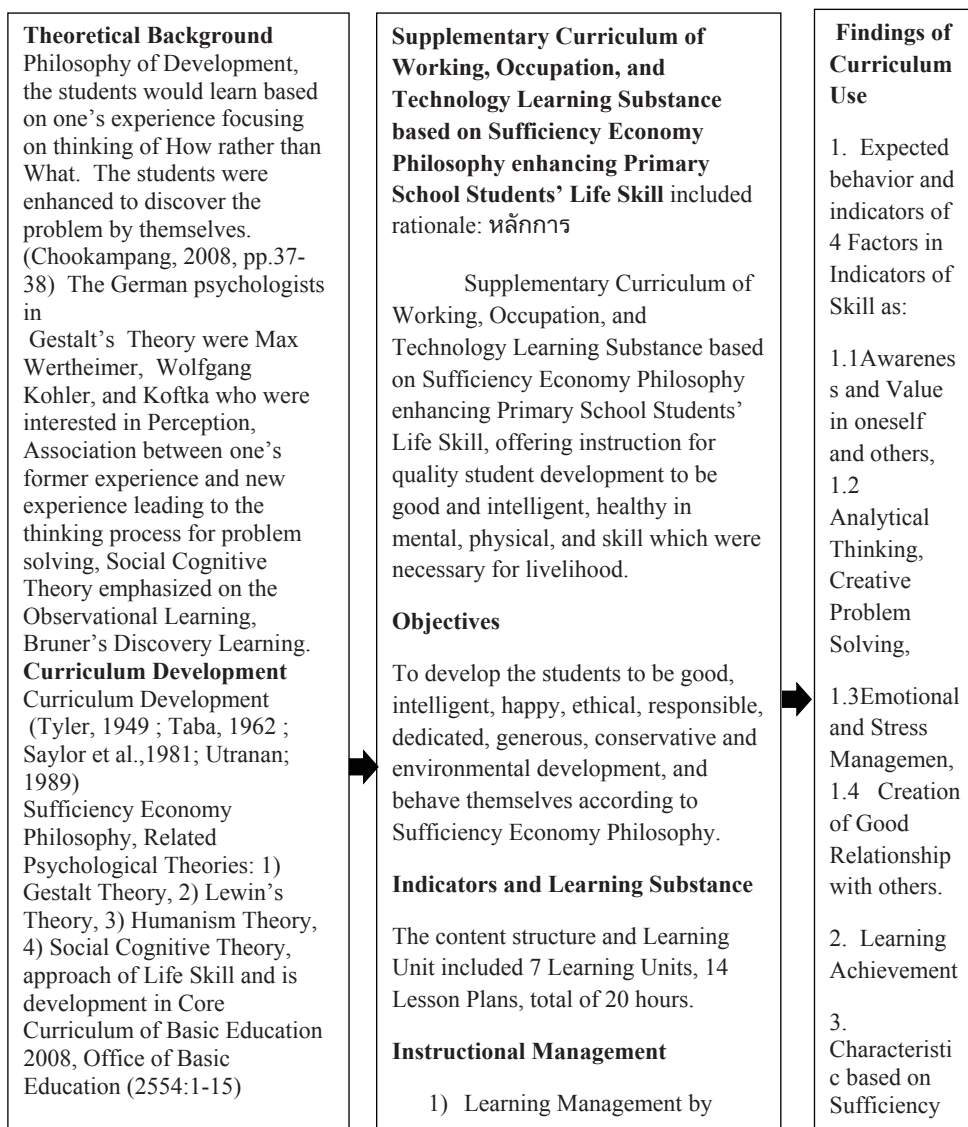 Theoretical Background
Philosophy of Development,
the students would learn based
on one's experience focusing
on thinking of How rather than
What.  The students were
enhanced to discover the
problem by themselves.
(Chookampang, 2008, pp.37-
38)  The German psychologists
in
Gestalt's  Theory were Max
Wertheimer,  Wolfgang
Kohler, and Koftka who were
interested in Perception,
Association between one's
former experience and new
experience leading to the
thinking process for problem
solving, Social Cognitive
Theory emphasized on the
Observational Learning,
Bruner's Discovery Learning.
Curriculum Development
Curriculum Development
(Tyler, 1949 ; Taba, 1962 ;
Saylor et al.,1981; Utranan;
1989)
Sufficiency Economy
Philosophy, Related
Psychological Theories: 1)
Gestalt Theory, 2) Lewin's
Theory, 3) Humanism Theory,
4) Social Cognitive Theory,
approach of Life Skill and is
development in Core
Curriculum of Basic Education
2008, Office of Basic
Education (2554:1-15)
Supplementary Curriculum of
Working, Occupation, and
Technology Learning Substance
based on Sufficiency Economy
Philosophy enhancing Primary
School Students' Life Skill included
rationale: หลักการ
Supplementary Curriculum of
Working, Occupation, and
Technology Learning Substance based
on Sufficiency Economy Philosophy
enhancing Primary School Students'
Life Skill, offering instruction for
quality student development to be
good and intelligent, healthy in
mental, physical, and skill which were
necessary for livelihood.
Objectives
To develop the students to be good,
intelligent, happy, ethical, responsible,
dedicated, generous, conservative and
environmental development, and
behave themselves according to
Sufficiency Economy Philosophy.
Indicators and Learning Substance
The content structure and Learning
Unit included 7 Learning Units, 14
Lesson Plans, total of 20 hours.
Instructional Management
1) Learning Management by
Findings of
Curriculum
Use
1.  Expected
behavior and
indicators of
4 Factors in
Indicators of
Skill as:
1.1Awarenes
s and Value
in oneself
and others,
1.2
Analytical
Thinking,
Creative
Problem
Solving,
1.3Emotional
and Stress
Managemen,
1.4  Creation
of Good
Relationship
with others.
2.  Learning
Achievement
3.
Characteristi
c based on
Sufficiency